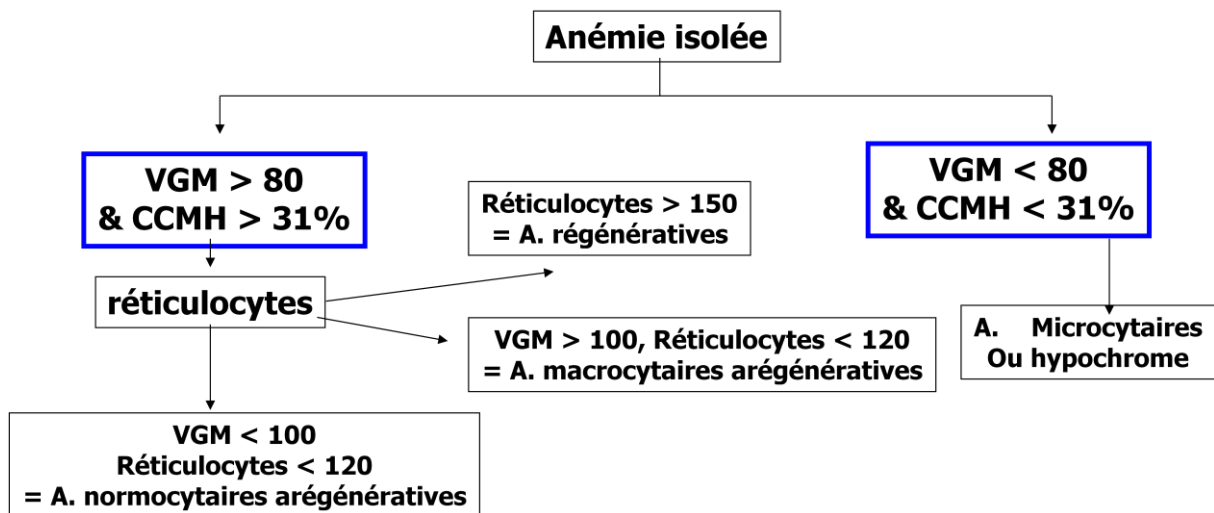 Anémie isolée
VGM > 80
& CCMH > 31%
VGM < 80
& CCMH < 31%
Réticulocytes > 150
= A. régénératives
réticulocytes
VGM > 100, Réticulocytes < 120
= A. macrocytaires arégénératives
A. Microcytaires
Ou hypochrome
VGM < 100
Réticulocytes < 120
= A. normocytaires arégénératives